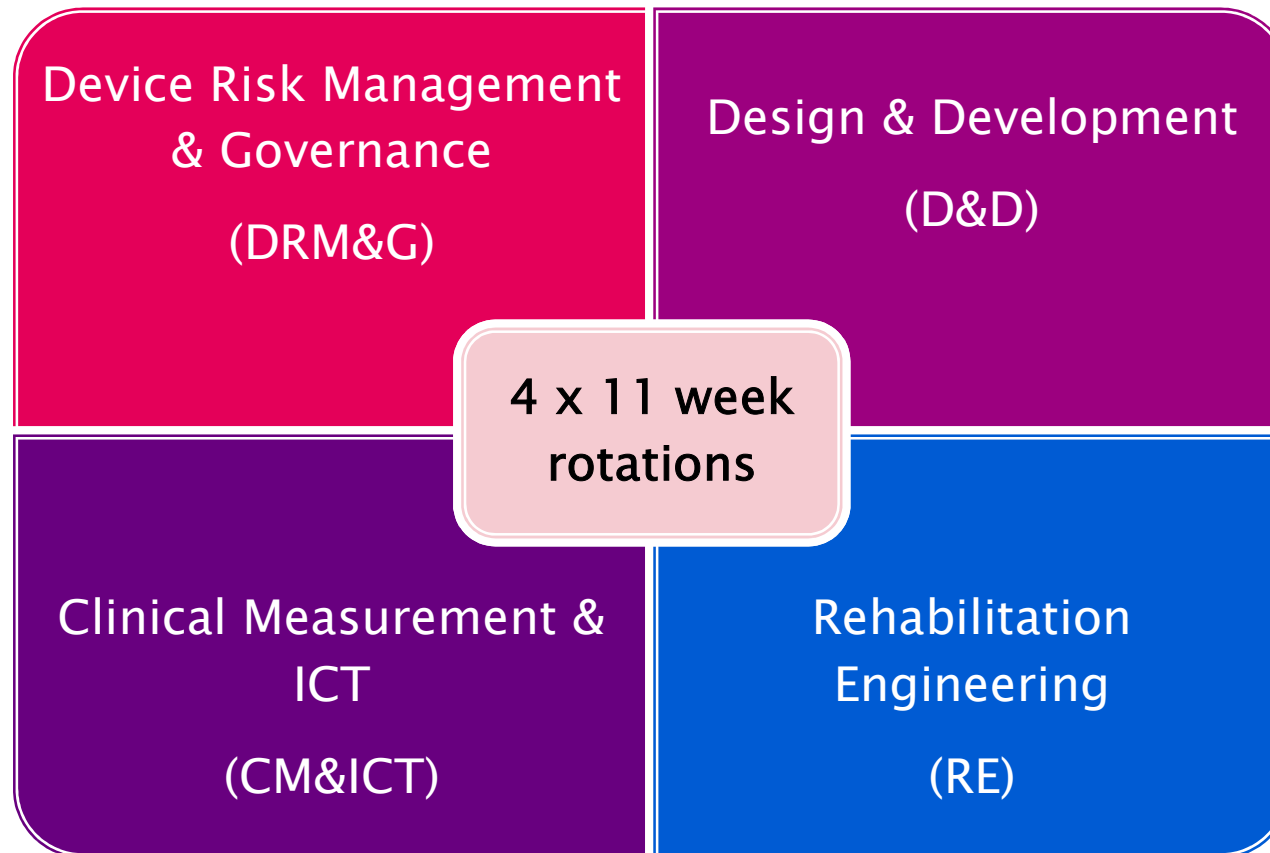 Device Risk Management
& Governance
(DRM&G)
Design & Development
(D&D)
4 x 11 week
rotations
Clinical Measurement &
ICT
(CM&ICT)
Rehabilitation
Engineering
(RE)